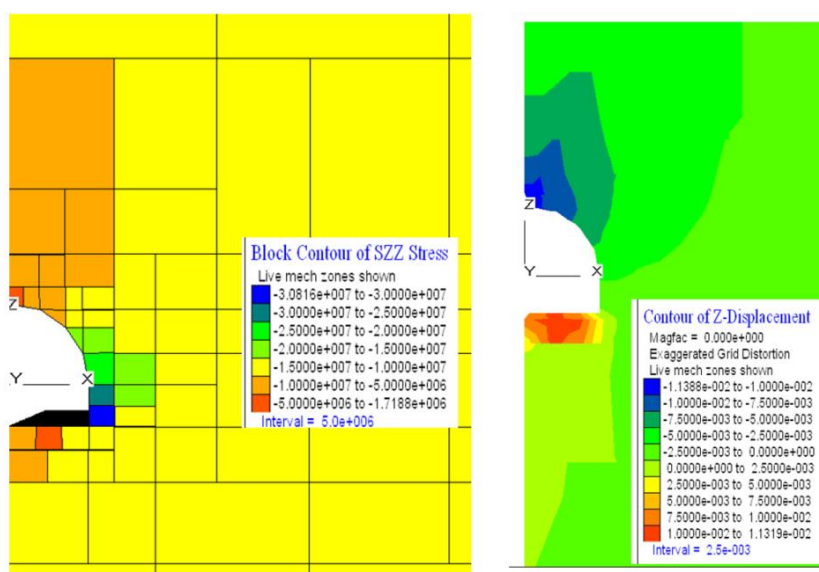 Block Contour of SZZ Stress
Live mech zones shown
-3.0816e+007 to -3.0000e+007
-3.0000e+007 to -2.5000e+007
-2.5000e+007 to -2.0000e+007
-2.0000e+007 to -1.5000e+007
-1.5000e+007 to -1.0000e+007
-1.0000e+007 to -5.0000e+006
-5.0000e+006 to -1.7188e+006
Interval = 5.0e+006
Z
Y
X
Z
Y
X
Contour of Z-Displacement
Magfac = 0.000e+000
Exaggerated Grid Distortion
Live mech zones shown
-1.1388e-002 to -1.0000e-002
-1.0000e-002 to -7.5000e-003
-7.5000e-003 to -5.0000e-003
-5.0000e-003 to -2.5000e-003
-2.5000e-003 to 0.0000e+000
0.0000e+000 to 2.5000e-003
2.5000e-003 to 5.0000e-003
5.0000e-003 to 7.5000e-003
7.5000e-003 to 1.0000e-002
1.0000e-002 to 1.1319e-002
Interval = 2.5e-003